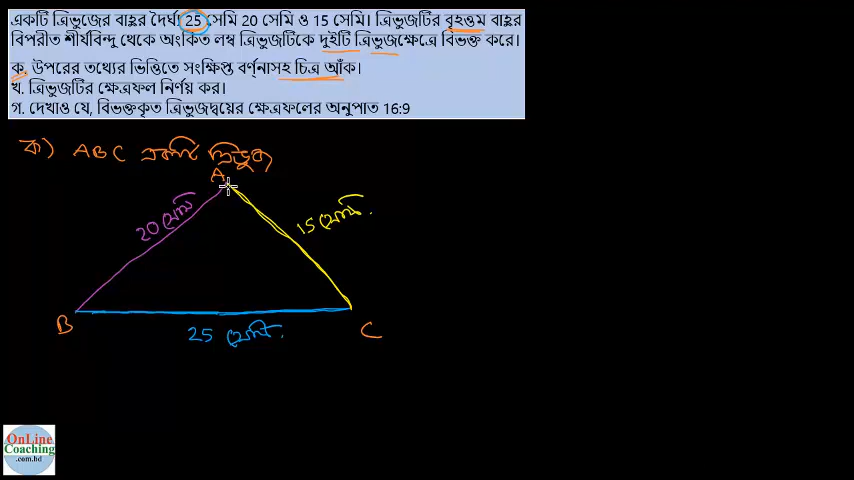 একটি ত্রিভুজের বাহুর দৈর্ঘ্য 25 সেমি 20 সেমি ও 15 সেমি। ত্রিভুজটির বৃহত্তম বাহুর
বিপরীত শীর্ষবিন্দু থেকে অংকিত লম্ব ত্রিভুজটিকে দুইটি ত্রিভুজক্ষেত্রে বিভক্ত করে।
ক. উপরের তথ্যের ভিত্তিতে সংক্ষিপ্ত বর্ণনাসহ চিত্র আঁক।
খ. ত্রিভুজটির ক্ষেত্রফল নির্ণয় কর।
গ. দেখাও যে, বিভক্তকৃত ত্রিভুজদ্বয়ের ক্ষেত্রফলের অনুপাত 16:9
ক) ABC একটি ত্রিভুজ
A
20 সেমি
15 সেমি.
B
25 সেমি.
C
OnLine
Coaching
.com.bd